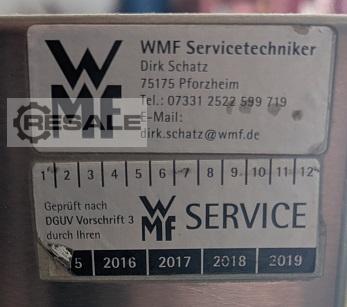 WMF
WMF Servicetechniker
Dirk Schatz
75175 Pforzheim
Tel.: 07331 2522 599 719
E-Mail:
dirk.schatz@wmf.de
RESALE
1 2 3 4 5 6 7 8 9 10 11 12
Geprüft nach
DGUV Vorschrift 3
durch Ihren
WMF SERVICE
5 2016 2017 2018 2019